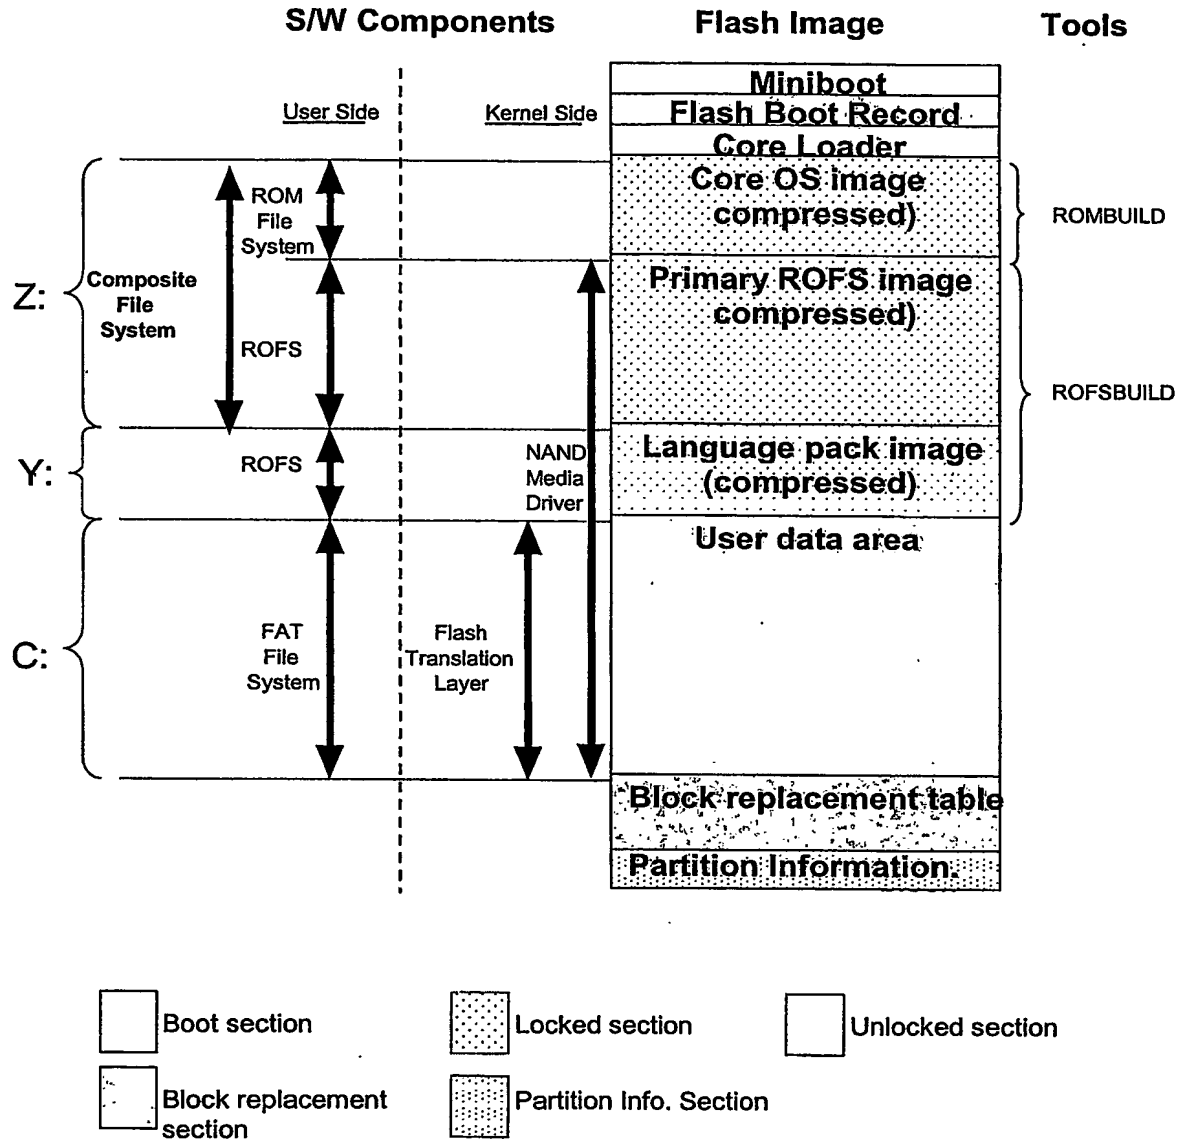 S/W Components
Flash Image
Tools
User Side
Kernel Side
Miniboot
Flash Boot Record
Core Loader
Core OS image
compressed)
ROMBUILD
ROM
File
System
Z:
Composite
File
System
ROFS
Primary ROFS image
compressed)
ROFSBUILD
Y:
ROFS
NAND
Media
Driver
Language pack image
(compressed)
User data area
C:
FAT
File
System
Flash
Translation
Layer
Block replacement table
Partition Information.
Boot section
Locked section
Unlocked section
Block replacement
section
Partition Info. Section